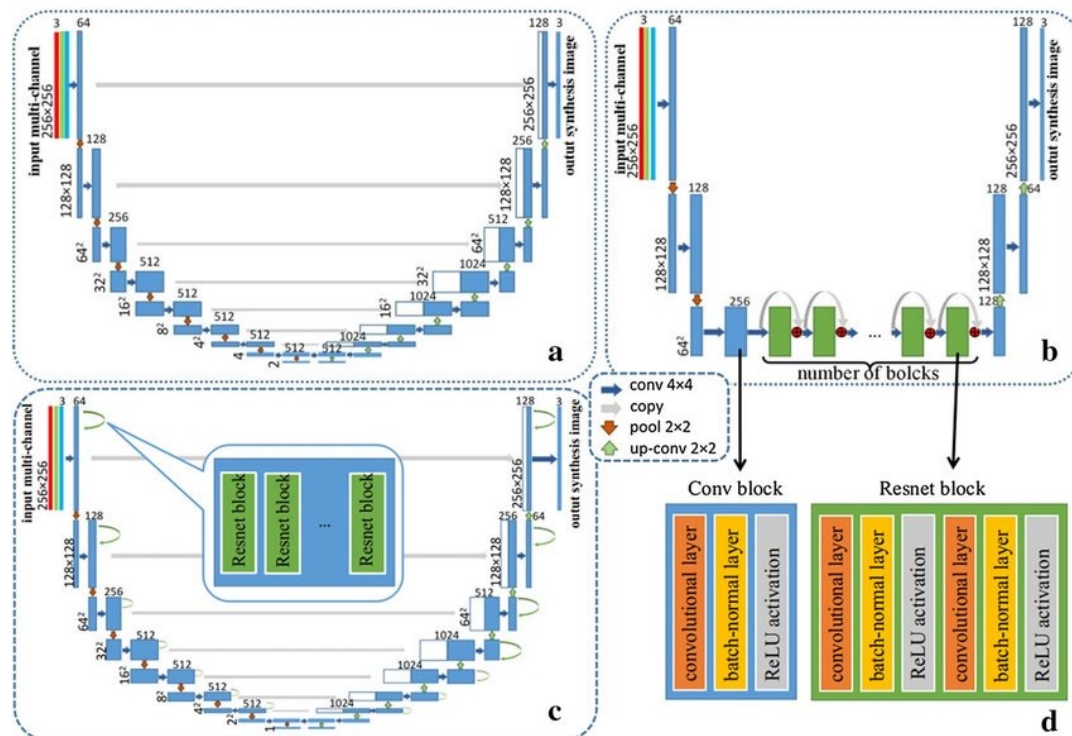 3 64
input multi-channel
256×256
128
128×128
256
64²
512
32²
512
16²
512
8²
512
4²
512
4
512
2
1024
1024
16²
1024
32²
512
64²
256
128×128
128 3
256×256
outut synthesis image
a
3 64
input multi-channel
256×256
128
128×128
256
64²
...
number of bolcks
128
128
128×128
64
128 3
256×256
outut synthesis image
b
conv 4×4
copy
pool 2×2
up-conv 2×2
3 64
input multi-channel
256×256
128
128×128
256
64²
512
32²
512
16²
512
8²
512
4²
512
2²
1
1024
1024
1024
512
64²
256
64
128×128
128 3
256×256
outut synthesis image
Resnet block
Resnet block
...
Resnet block
c
Conv block
convolutional layer
batch-normal layer
ReLU activation
Resnet block
convolutional layer
batch-normal layer
ReLU activation
convolutional layer
batch-normal layer
ReLU activation
d